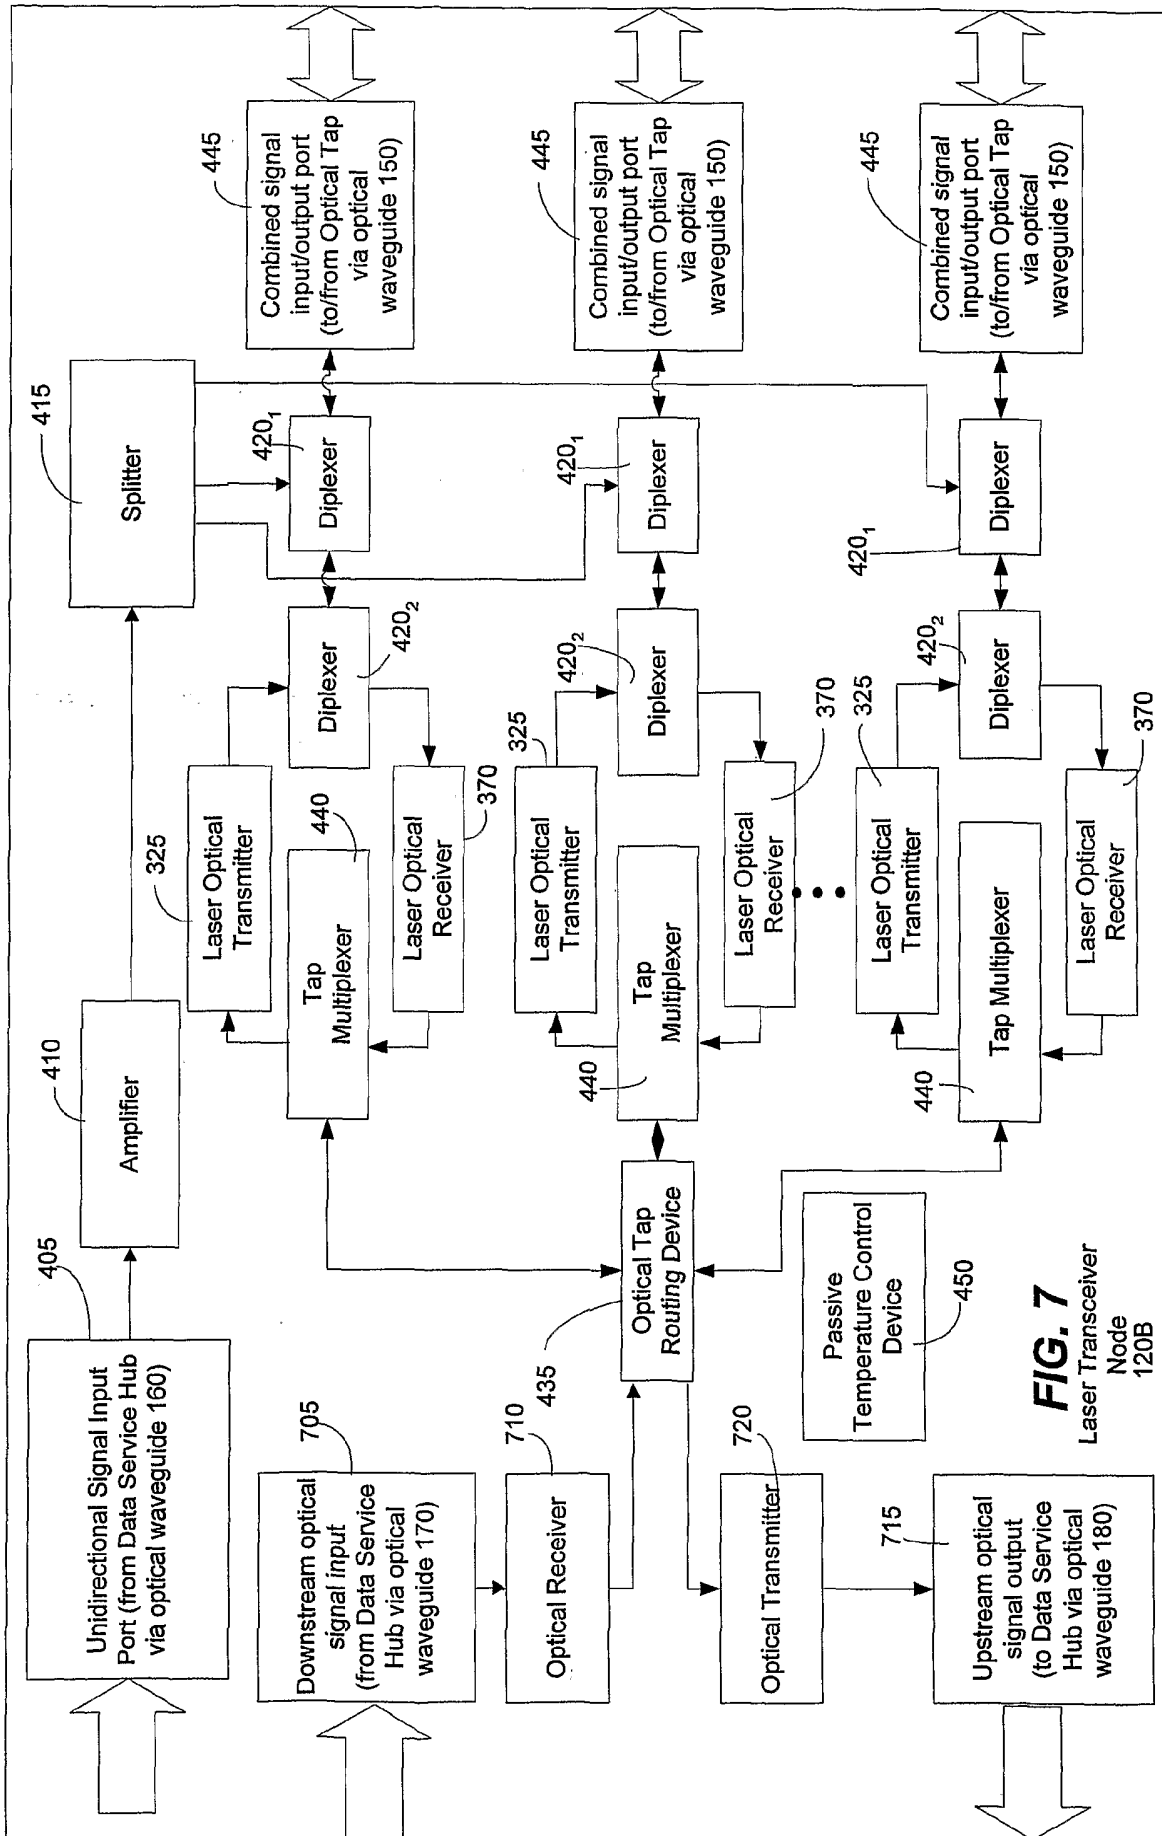 Unidirectional Signal Input
Port (from Data Service Hub
via optical waveguide 160)
405
Amplifier
410
Splitter
415
Downstream optical
signal input
(from Data Service
Hub via optical
waveguide 170)
705
Optical Receiver
710
Optical Tap
Routing Device
435
Optical Transmitter
720
Upstream optical
signal output
(to Data Service
Hub via optical
waveguide 180)
715
Passive
Temperature Control
Device
450
Tap
Multiplexer
440
Laser Optical
Transmitter
325
Laser Optical
Receiver
370
Diplexer
420₂
Diplexer
420₁
Combined signal
input/output port
(to/from Optical Tap
via optical
waveguide 150)
445
Tap
Multiplexer
440
Laser Optical
Transmitter
325
Laser Optical
Receiver
370
Diplexer
420₂
Diplexer
420₁
Combined signal
input/output port
(to/from Optical Tap
via optical
waveguide 150)
445
Tap Multiplexer
440
Laser Optical
Transmitter
325
Laser Optical
Receiver
370
Diplexer
420₂
Diplexer
420₁
Combined signal
input/output port
(to/from Optical Tap
via optical
waveguide 150)
445
FIG. 7
Laser Transceiver
Node
120B